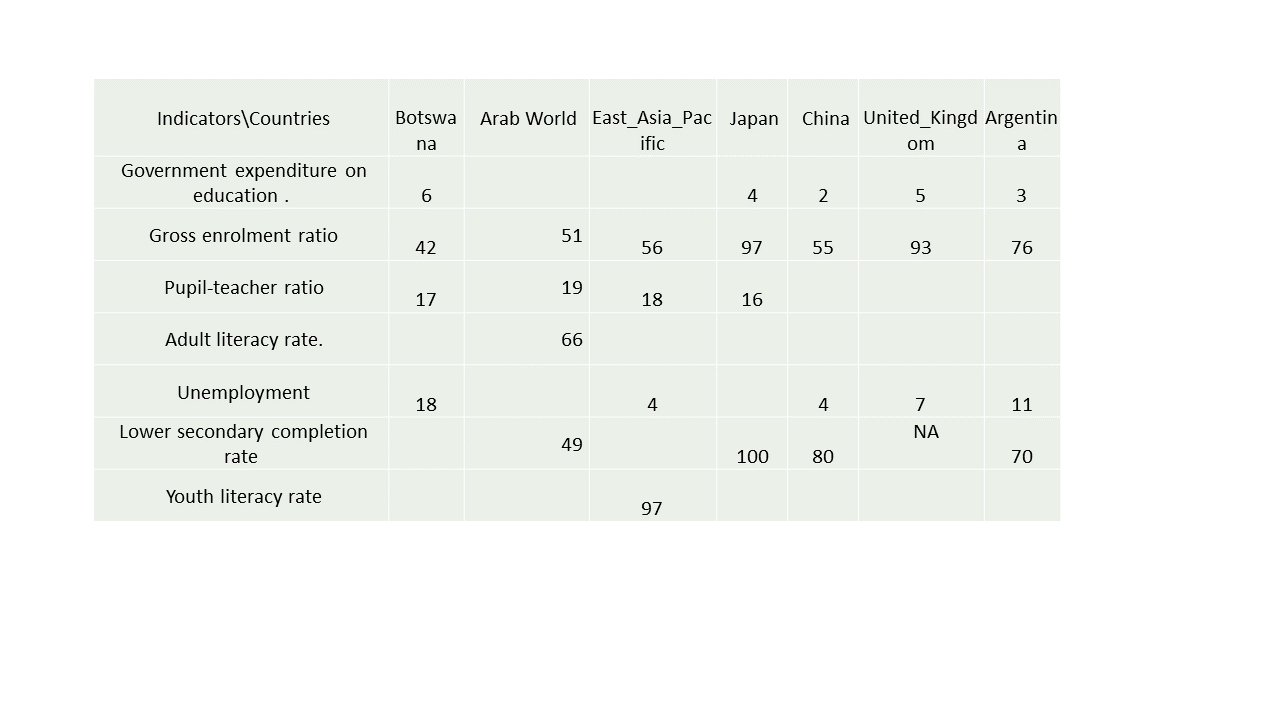 Indicators\Countries Botswa Arab World East_Asia_Pac Japan China United_Kingd Argentin
na ific om a
Government expenditure on
education . 6 4 2 5 3
Gross enrolment ratio 42 51 56 97 55 93 76
Pupil-teacher ratio 17 19 18 16
Adult literacy rate. 66
Unemployment 18 4 4 7 11
Lower secondary completion NA
rate 49 100 80 70
Youth literacy rate 97